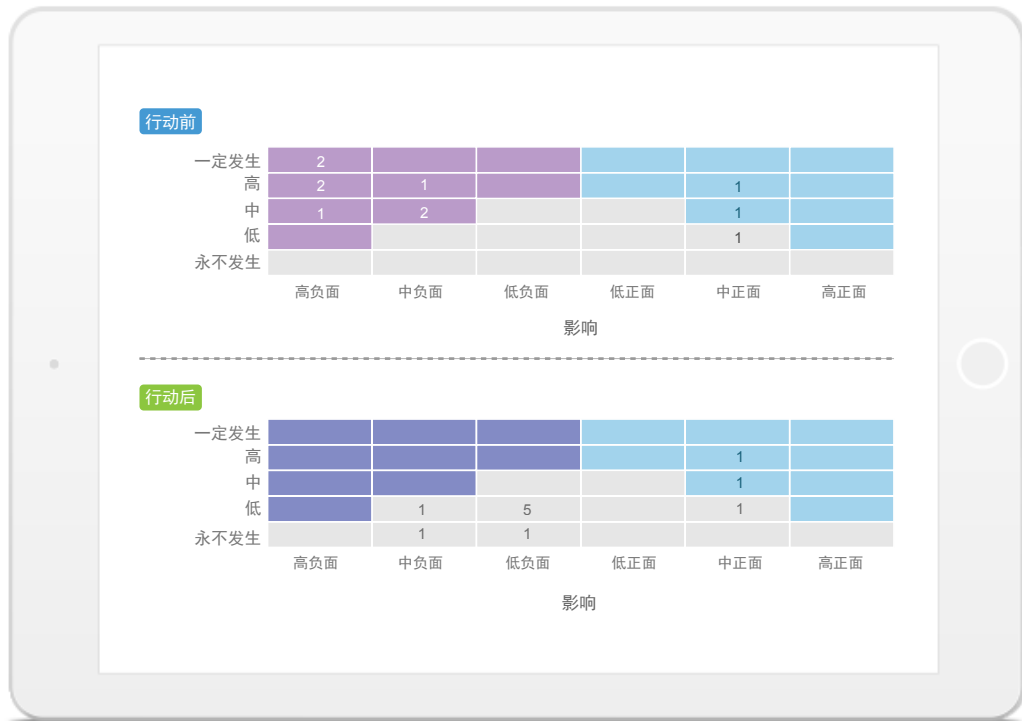 行动前
一定发生 2
高 2 1 1
中 1 2 1
低 1
永不发生
高负面 中负面 低负面 低正面 中正面 高正面
影响
行动后
一定发生
高 1
中 1
低 1 5 1
永不发生 1 1
高负面 中负面 低负面 低正面 中正面 高正面
影响